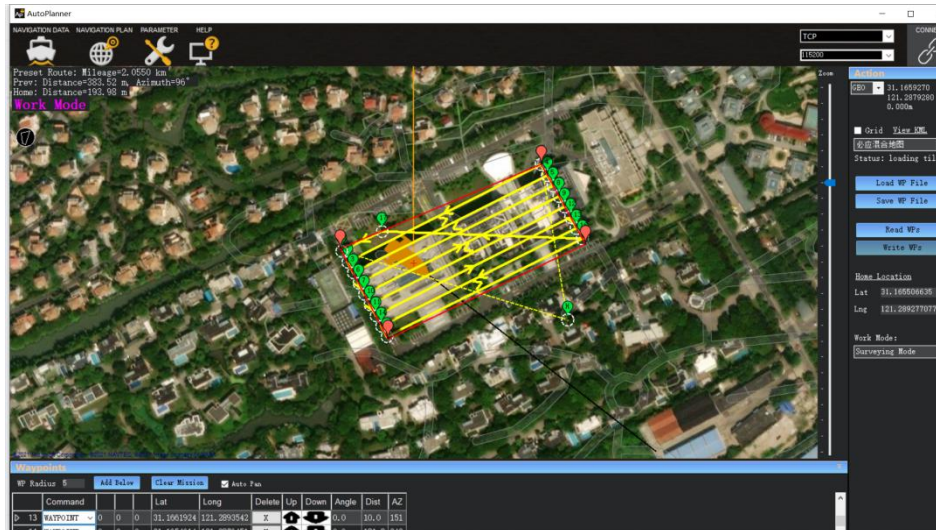 AutoPlanner
NAVIGATION DATA NAVIGATION PLAN PARAMETER HELP
TCP
115200
CONNE
Preset Route: Mileage=2.0550 km
Prev: Distance=383.52 m, Azimuth=96°
Home: Distance=193.98 m
Work Mode
Zoom
Action
GEO 31.1659270
121.2879280
0.000m
Grid View KML
必应混合地图
Status: loading til
Load WP File
Save WP File
Read WPs
Write WPs
Home Location
Lat 31.165506635
Lng 121.289277077
Work Mode:
Surveying Mode
Waypoints
WP Radius 5 Add Below Clear Mission Auto Pan
Command Lat Long Delete Up Down Angle Dist AZ
13 WAYPOINT 0 0 0 31.1661924 121.2893542 X 0.0 10.0 151